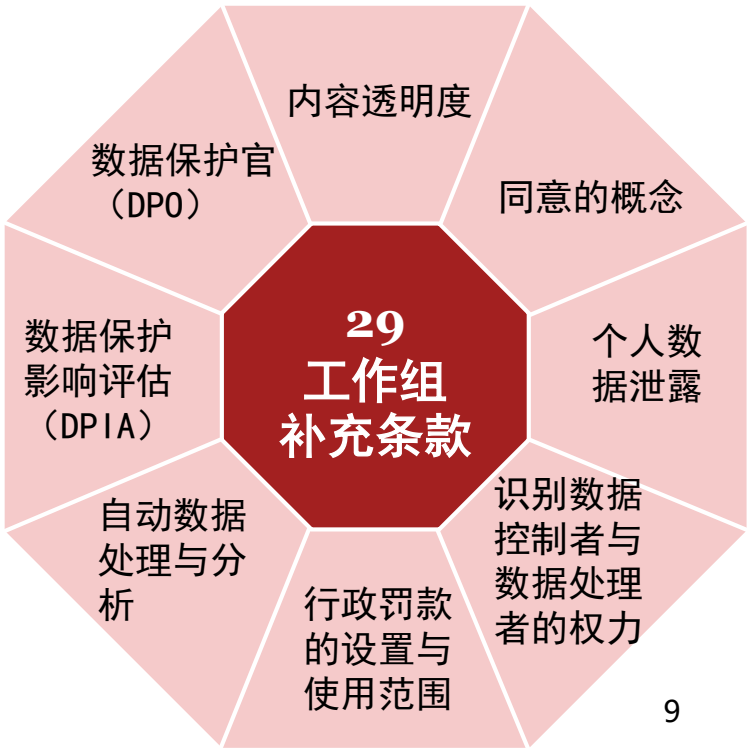 内容透明度
同意的概念
个人数
据泄露
识别数据
控制者与
数据处理
者的权力
行政罚款
的设置与
使用范围
自动数据
处理与分
析
数据保护
影响评估
（DPIA）
数据保护官
（DPO）
29
工作组
补充条款
9